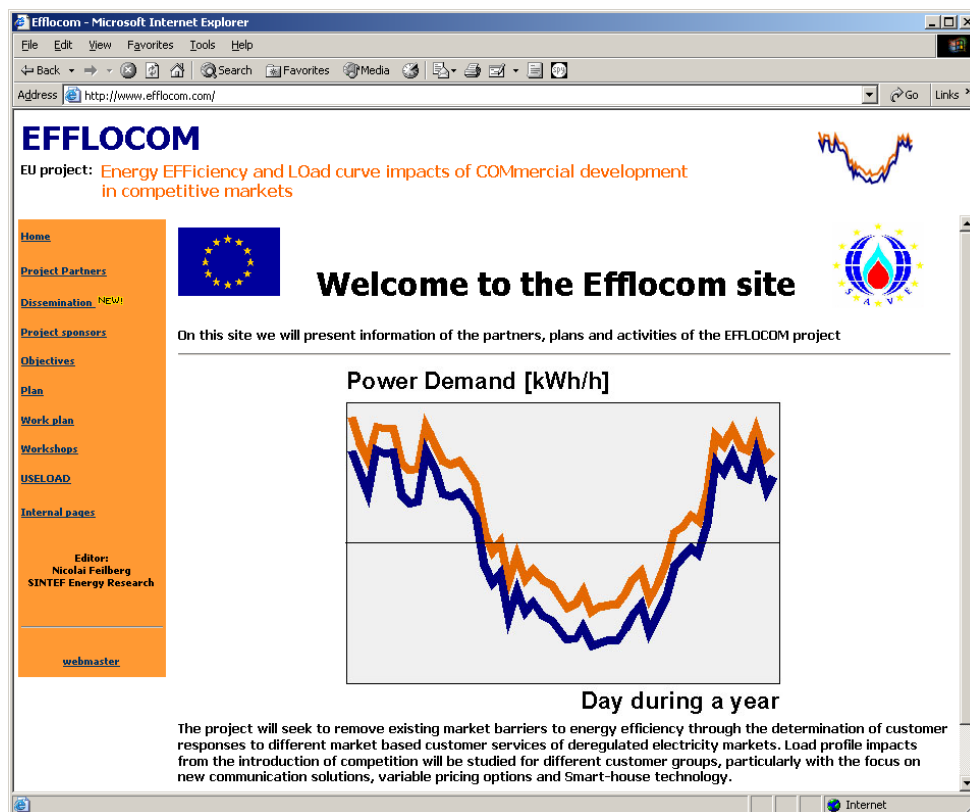 Efflocom - Microsoft Internet Explorer
File Edit View Favorites Tools Help
Back Search Favorites Media
Address http://www.efflocom.com/ Go Links
EFFLOCOM
EU project: Energy EFFiciency and LOad curve impacts of COMmercial development
in competitive markets
Home
Project Partners
Dissemination NEW!
Project sponsors
Objectives
Plan
Work plan
Workshops
USELOAD
Internal pages
Editor:
Nicolai Feilberg
SINTEF Energy Research
webmaster
Welcome to the Efflocom site
SAVE
On this site we will present information of the partners, plans and activities of the EFFLOCOM project
Power Demand [kWh/h]
Day during a year
The project will seek to remove existing market barriers to energy efficiency through the determination of customer
responses to different market based customer services of deregulated electricity markets. Load profile impacts
from the introduction of competition will be studied for different customer groups, particularly with the focus on
new communication solutions, variable pricing options and Smart-house technology.
Internet